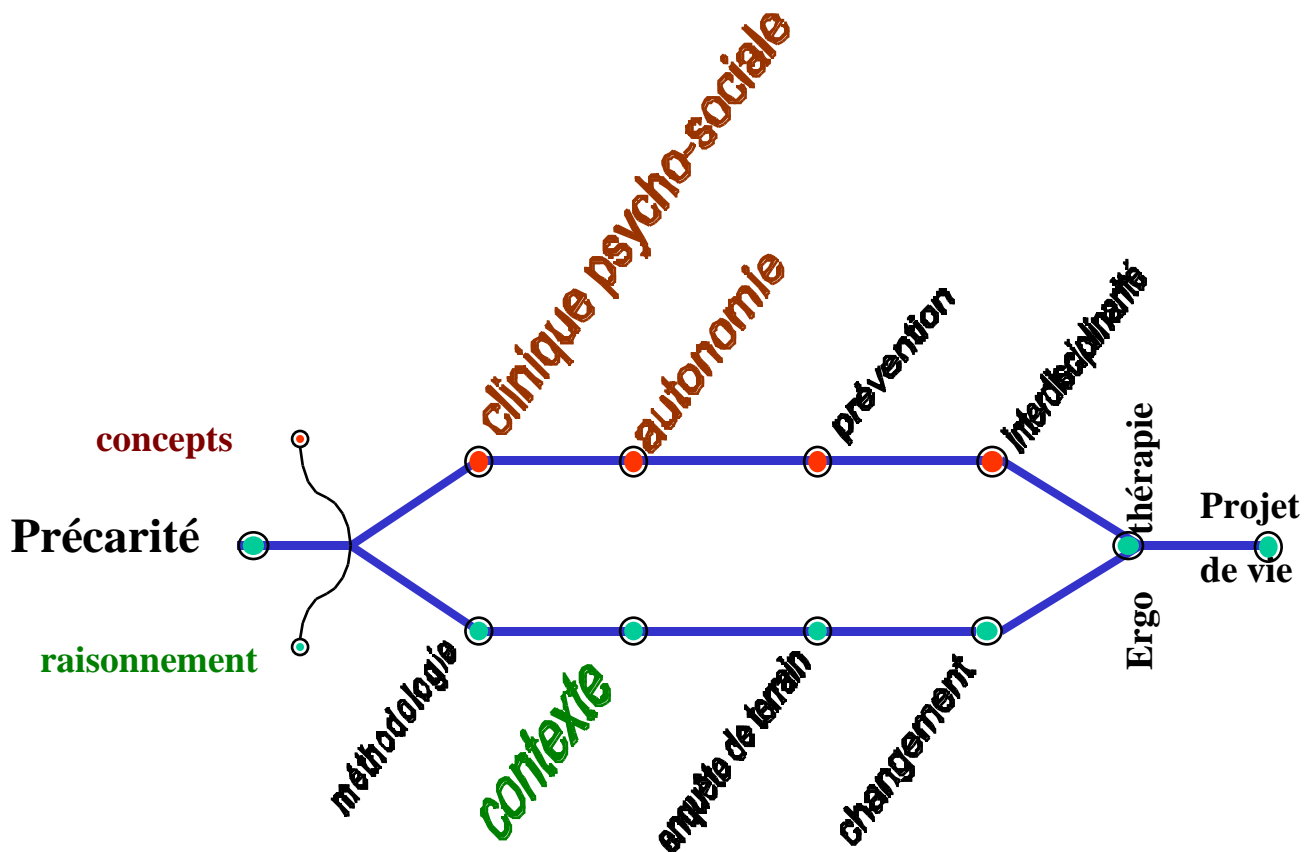 clinique psycho-sociale
autonomie
prévention
interdisciplinarité
concepts
Précarité
raisonnement
méthodologie
contexte
enquête de terrain
changement
Ergo thérapie
Projet
de vie